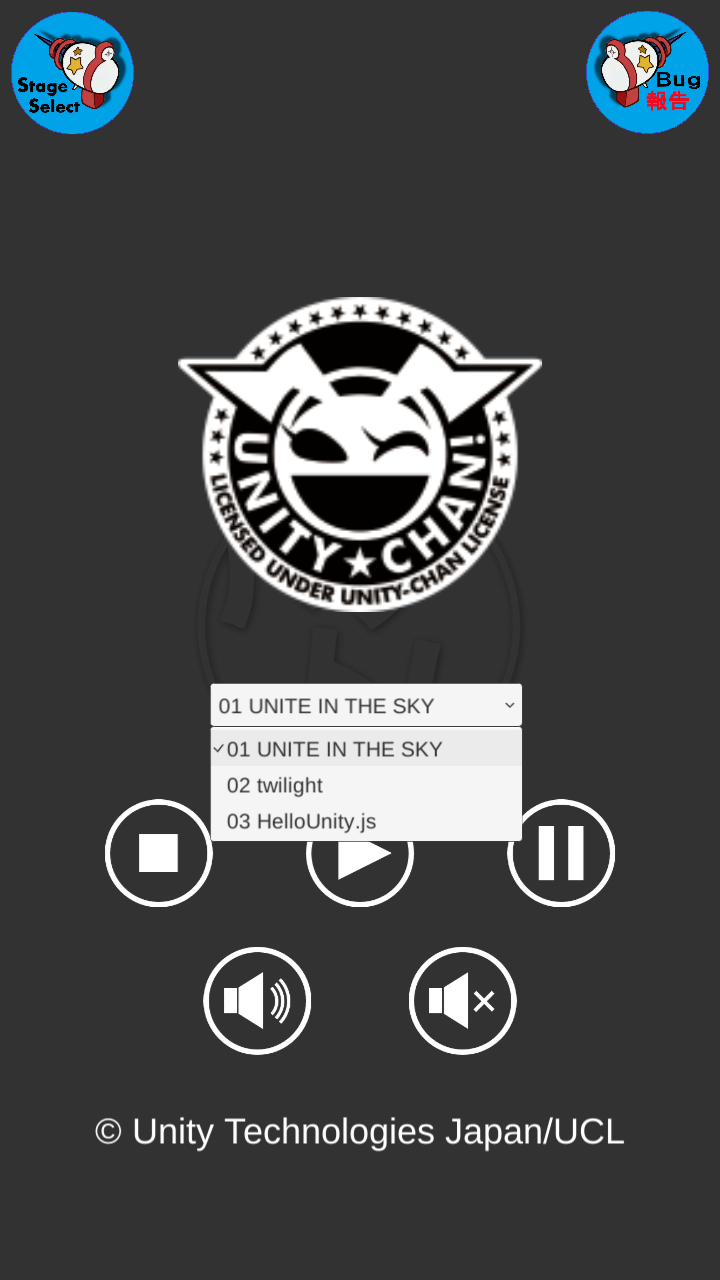 Stage
Select
Bug
報告
UNITY★CHAN!
LICENSED UNDER UNITY-CHAN LICENSE
01 UNITE IN THE SKY
01 UNITE IN THE SKY
02 twilight
03 HelloUnity.js
© Unity Technologies Japan/UCL